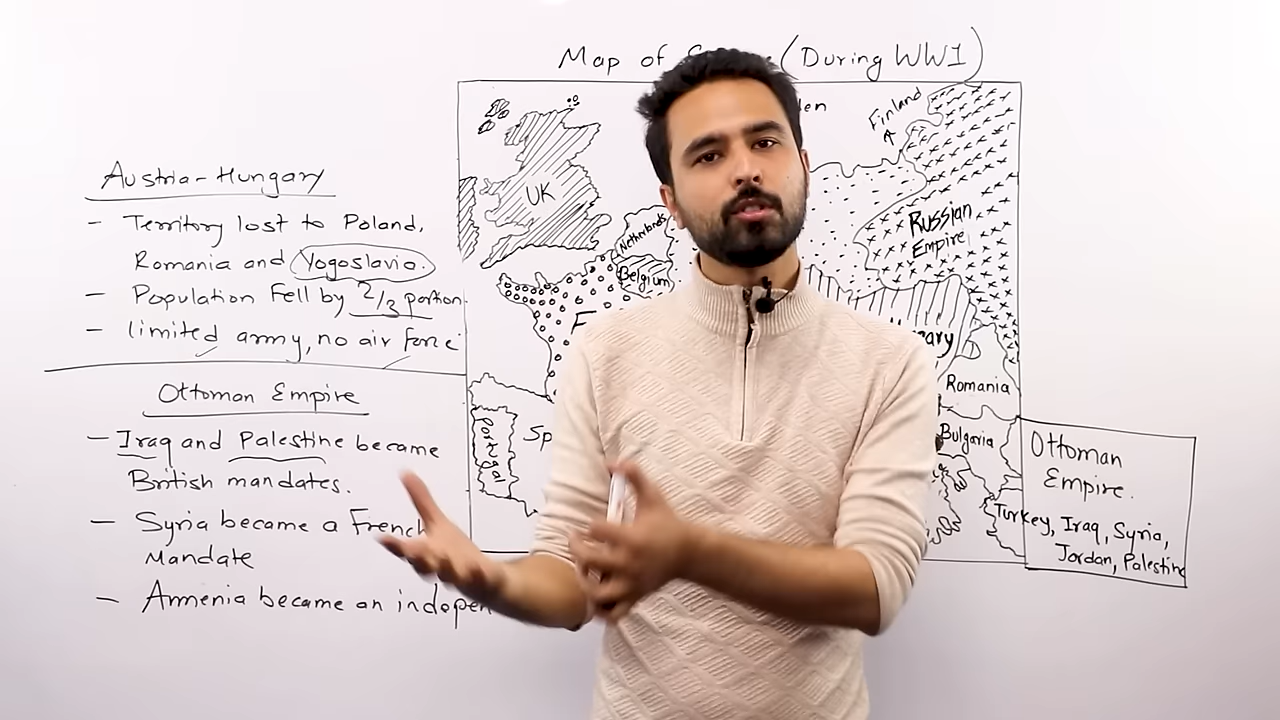 Map of (During WW1)
Austria-Hungary
- Territory lost to Poland,
Romania and Yogoslavia.
- Population Fell by 2/3 portion
- limited army, no air force
Ottoman Empire
- Iraq and Palestine became
British mandates.
- Syria became a French
Mandate
- Armenia became an indepen
UK
Netherlands
Belgium
F
Portugal
Sp
den
Finland
Russian
Empire
gary
Romania
Bulgaria
Ottoman
Empire.
Turkey, Iraq, Syria,
Jordan, Palestine